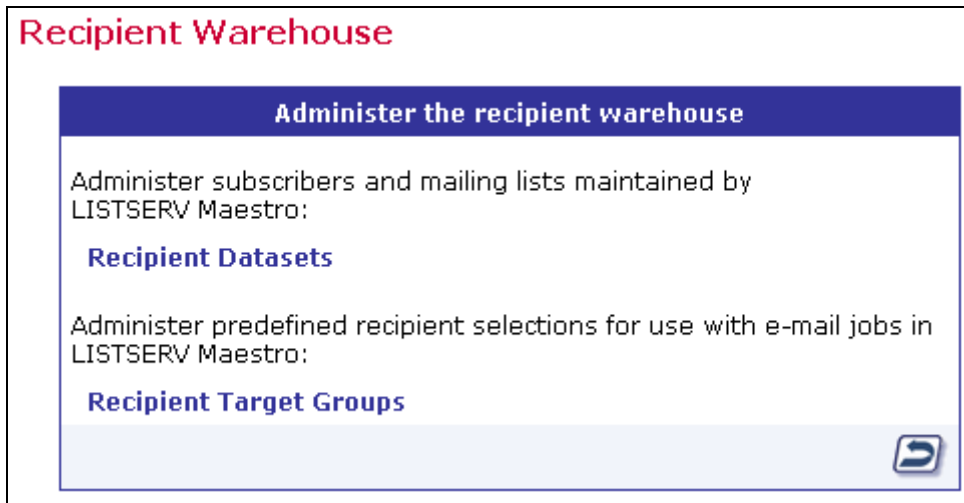 Recipient Warehouse
Administer the recipient warehouse
Administer subscribers and mailing lists maintained by
LISTSERV Maestro:
Recipient Datasets
Administer predefined recipient selections for use with e-mail jobs in
LISTSERV Maestro:
Recipient Target Groups